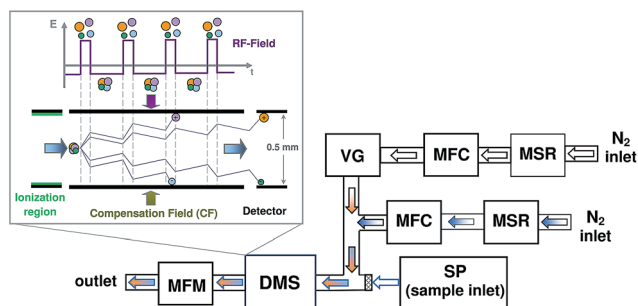 E
RF-Field
t
0.5 mm
Ionization
region
Compensation Field (CF)
Detector
VG
MFC
MSR
N2
inlet
MFC
MSR
N2
inlet
outlet
MFM
DMS
SP
(sample inlet)